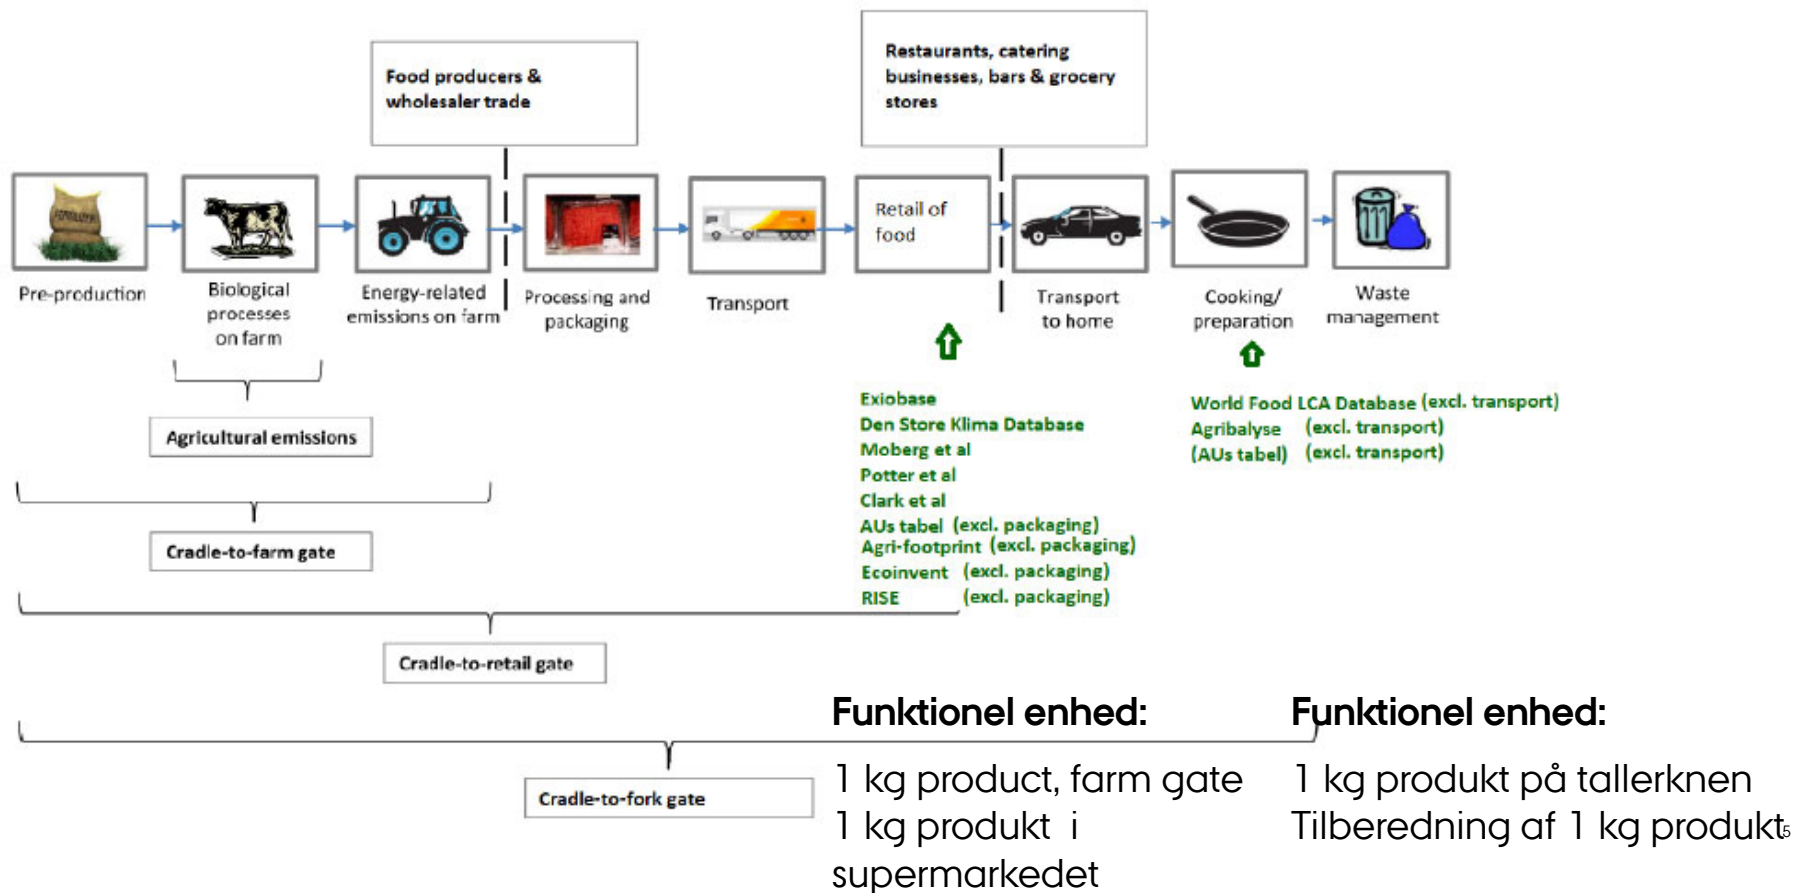 Food producers &
wholesaler trade
Restaurants, catering
businesses, bars & grocery
stores
Retail of
food
Pre-production
Biological
processes
on farm
Energy-related
emissions on farm
Processing and
packaging
Transport
Transport
to home
Cooking/
preparation
Waste
management
Agricultural emissions
Cradle-to-farm gate
Cradle-to-retail gate
Cradle-to-fork gate
Exiobase
Den Store Klima Database
Moberg et al
Potter et al
Clark et al
AUs tabel (excl. packaging)
Agri-footprint (excl. packaging)
Ecoinvent (excl. packaging)
RISE (excl. packaging)
World Food LCA Database (excl. transport)
Agribalyse (excl. transport)
(AUs tabel) (excl. transport)
Funktionel enhed:
1 kg product, farm gate
1 kg produkt i
supermarkedet
Funktionel enhed:
1 kg produkt på tallerknen
Tilberedning af 1 kg produkt
5